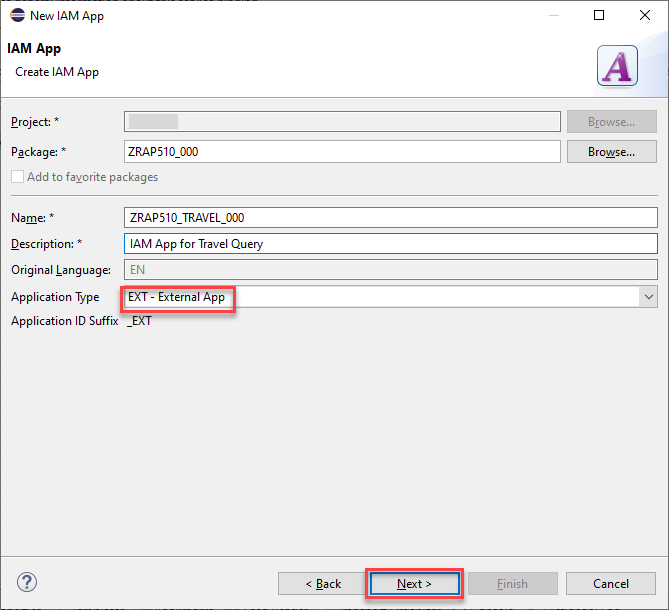 New IAM App
IAM App
Create IAM App
Project: *
Browse...
Package: *
ZRAP510_000
Browse...
Add to favorite packages
Name: *
ZRAP510_TRAVEL_000
Description: *
IAM App for Travel Query
Original Language:
EN
Application Type
EXT - External App
Application ID Suffix
_EXT
?
< Back
Next >
Finish
Cancel